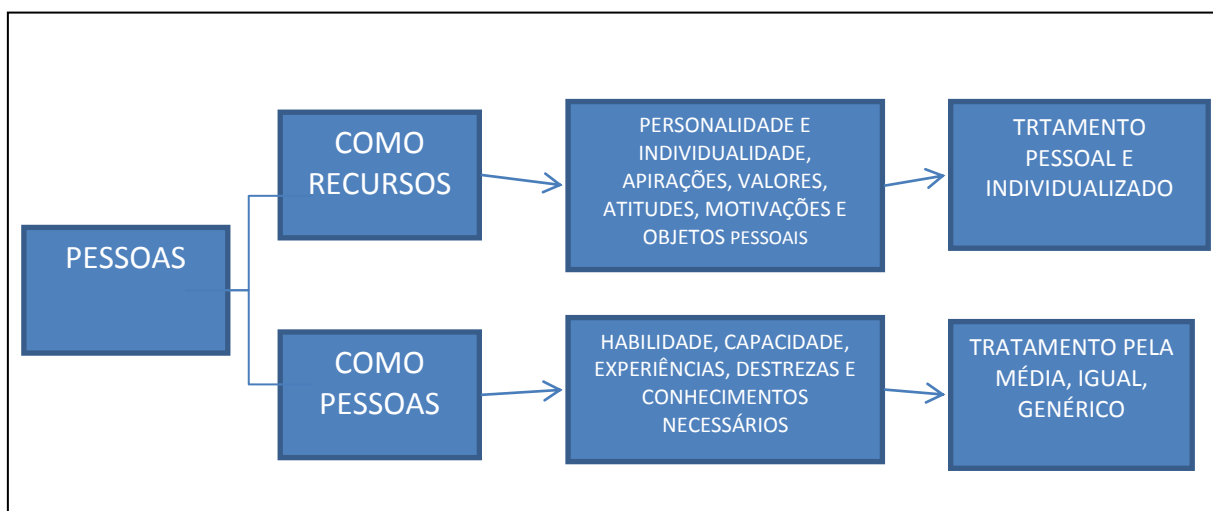 PESSOAS
COMO
RECURSOS
PERSONALIDADE E
INDIVIDUALIDADE,
APIRAÇÕES, VALORES,
ATITUDES, MOTIVAÇÕES E
OBJETOS PESSOAIS
TRTAMENTO
PESSOAL E
INDIVIDUALIZADO
COMO
PESSOAS
HABILIDADE, CAPACIDADE,
EXPERIÊNCIAS, DESTREZAS E
CONHECIMENTOS
NECESSÁRIOS
TRATAMENTO PELA
MÉDIA, IGUAL,
GENÉRICO